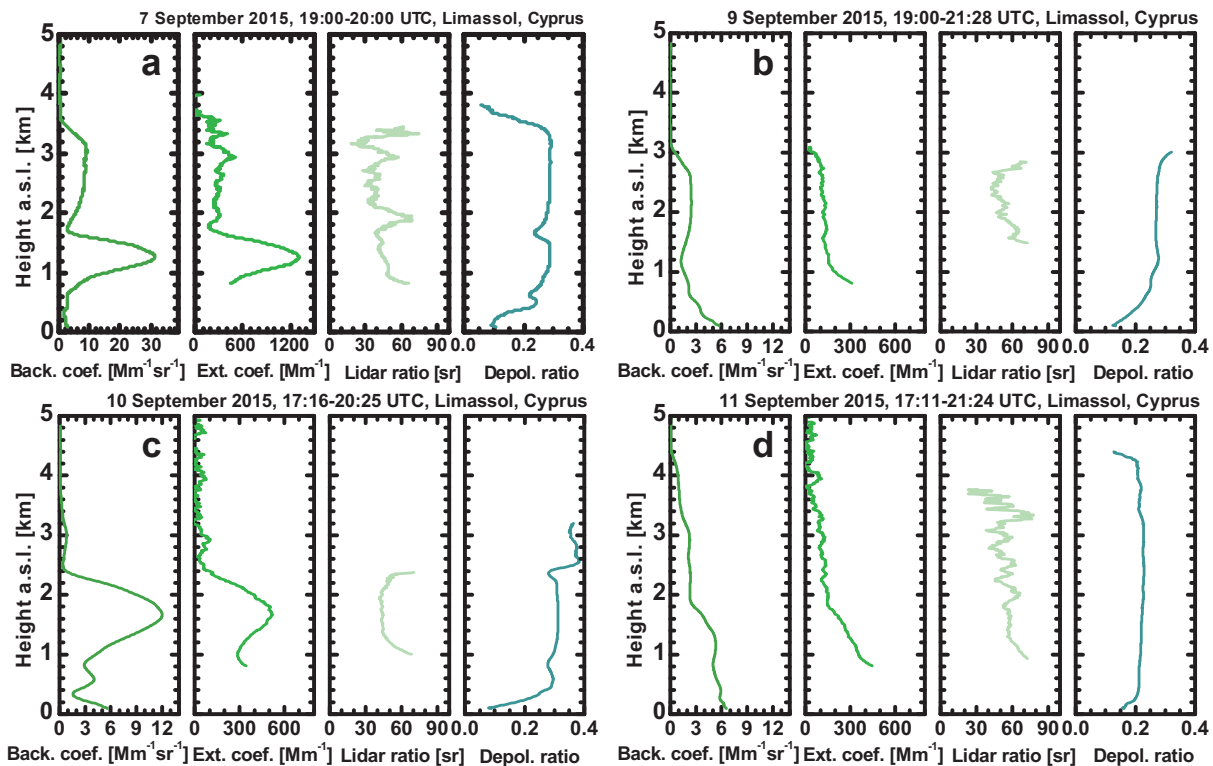 7 September 2015, 19:00-20:00 UTC, Limassol, Cyprus
a
Height a.s.l. [km]
5
4
3
2
1
0
0 10 20 30
0 600 1200
0 30 60 90
0.0 0.2 0.4
Back. coef. [Mm⁻¹sr⁻¹] Ext. coef. [Mm⁻¹] Lidar ratio [sr] Depol. ratio
9 September 2015, 19:00-21:28 UTC, Limassol, Cyprus
b
Height a.s.l. [km]
5
4
3
2
1
0
0 3 6 9 12
0 300 600
0 30 60 90
0.0 0.2 0.4
Back. coef. [Mm⁻¹sr⁻¹] Ext. coef. [Mm⁻¹] Lidar ratio [sr] Depol. ratio
10 September 2015, 17:16-20:25 UTC, Limassol, Cyprus
c
Height a.s.l. [km]
5
4
3
2
1
0
0 3 6 9 12
0 300 600
0 30 60 90
0.0 0.2 0.4
Back. coef. [Mm⁻¹sr⁻¹] Ext. coef. [Mm⁻¹] Lidar ratio [sr] Depol. ratio
11 September 2015, 17:11-21:24 UTC, Limassol, Cyprus
d
Height a.s.l. [km]
5
4
3
2
1
0
0 3 6 9 12
0 300 600
0 30 60 90
0.0 0.2 0.4
Back. coef. [Mm⁻¹sr⁻¹] Ext. coef. [Mm⁻¹] Lidar ratio [sr] Depol. ratio